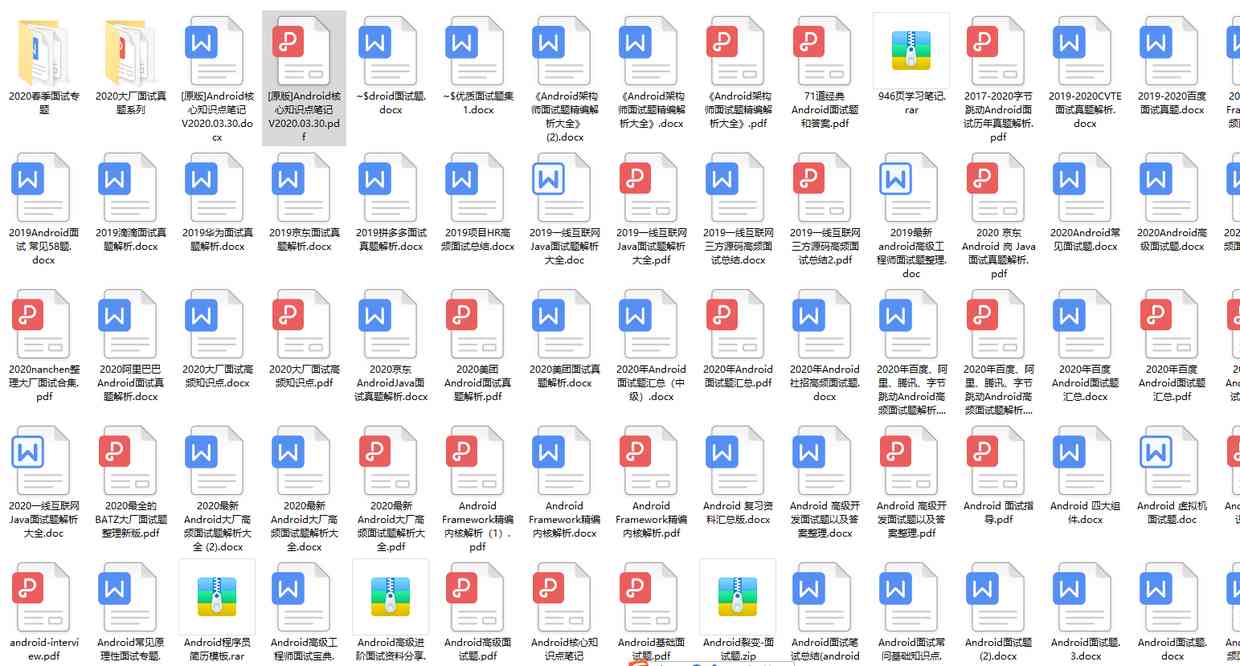 2020春季面试专
题
2020大厂面试真
题系列
[原版]Android核
心知识点笔记
V2020.03.30.do
cx
[原版]Android核
心知识点笔记
V2020.03.30.pd
f
~$droid面试题.
docx
~$优质面试题集
1.docx
《Android架构
师面试题精编解
析大全》
(2).docx
《Android架构
师面试题精编解
析大全》.docx
《Android架构
师面试题精编解
析大全》.pdf
71道经典
Android面试题
和答案.pdf
946页学习笔记.
rar
2017-2020字节
跳动Android面
试历年真题解析.
pdf
2019-2020CVTE
面试真题解析.
docx
2019-2020百度
面试真题.docx
2019Android面
试 常见58题.
docx
2019滴滴面试真
题解析.docx
2019华为面试真
题解析.docx
2019京东面试真
题解析.docx
2019拼多多面试
真题解析.docx
2019项目HR高
频面试总结.docx
2019一线互联网
Java面试题解析
大全.doc
2019一线互联网
Java面试题解析
大全.pdf
2019一线互联网
三方源码高频面
试总结.docx
2019一线互联网
三方源码高频面
试总结2.pdf
2019最新
android高级工
程师面试题整理.
doc
2020 京东
Android 岗 Java
面试真题解析.
pdf
2020Android常
见面试题.docx
2020Android高
级面试题.docx
2020nanchen整
理大厂面试合集.
pdf
2020阿里巴巴
Android面试真
题解析.docx
2020大厂面试高
频知识点.docx
2020大厂面试高
频知识点.pdf
2020京东
AndroidJava面
试真题解析.docx
2020美团
Android面试真
题解析.pdf
2020美团面试真
题解析.docx
2020年Android
面试题汇总（中
级）.docx
2020年Android
面试题汇总.pdf
2020年Android
社招高频面试题.
docx
2020年百度、阿
里、腾讯、字节
跳动Android高
频面试题解析....
2020年百度、阿
里、腾讯、字节
跳动Android高
频面试题解析....
2020年百度
Android面试题
汇总.docx
2020年百度
Android面试题
汇总.pdf
2020一线互联网
Java面试题解析
大全.doc
2020最全的
BATZ大厂面试题
整理新版.pdf
2020最新
Android大厂高
频面试题解析大
全 (2).docx
2020最新
Android大厂高
频面试题解析大
全.docx
2020最新
Android大厂高
频面试题解析大
全.pdf
Android
Framework精编
内核解析（1）.
pdf
Android
Framework精编
内核解析.docx
Android
Framework精编
内核解析.pdf
Android 复习资
料汇总版.docx
Android 高级开
发面试题以及答
案整理.docx
Android 高级开
发面试题以及答
案整理.pdf
Android 面试指
导.pdf
Android 四大组
件.docx
Android 虚拟机
面试题.doc
android-intervi
ew.pdf
Android常见原
理性面试专题.
Android程序员
简历模板.rar
Android高级工
程师面试宝典.
Android高级进
阶面试资料分享.
Android高级面
试题.pdf
Android核心知
识点笔记
Android基础面
试题.pdf
Android裂变-面
试题.zip
Android面试笔
试总结(android
Android面试常
问基础知识点.
Android面试题
(2).docx
Android面试题.
3.docx
Android面试题.
docx